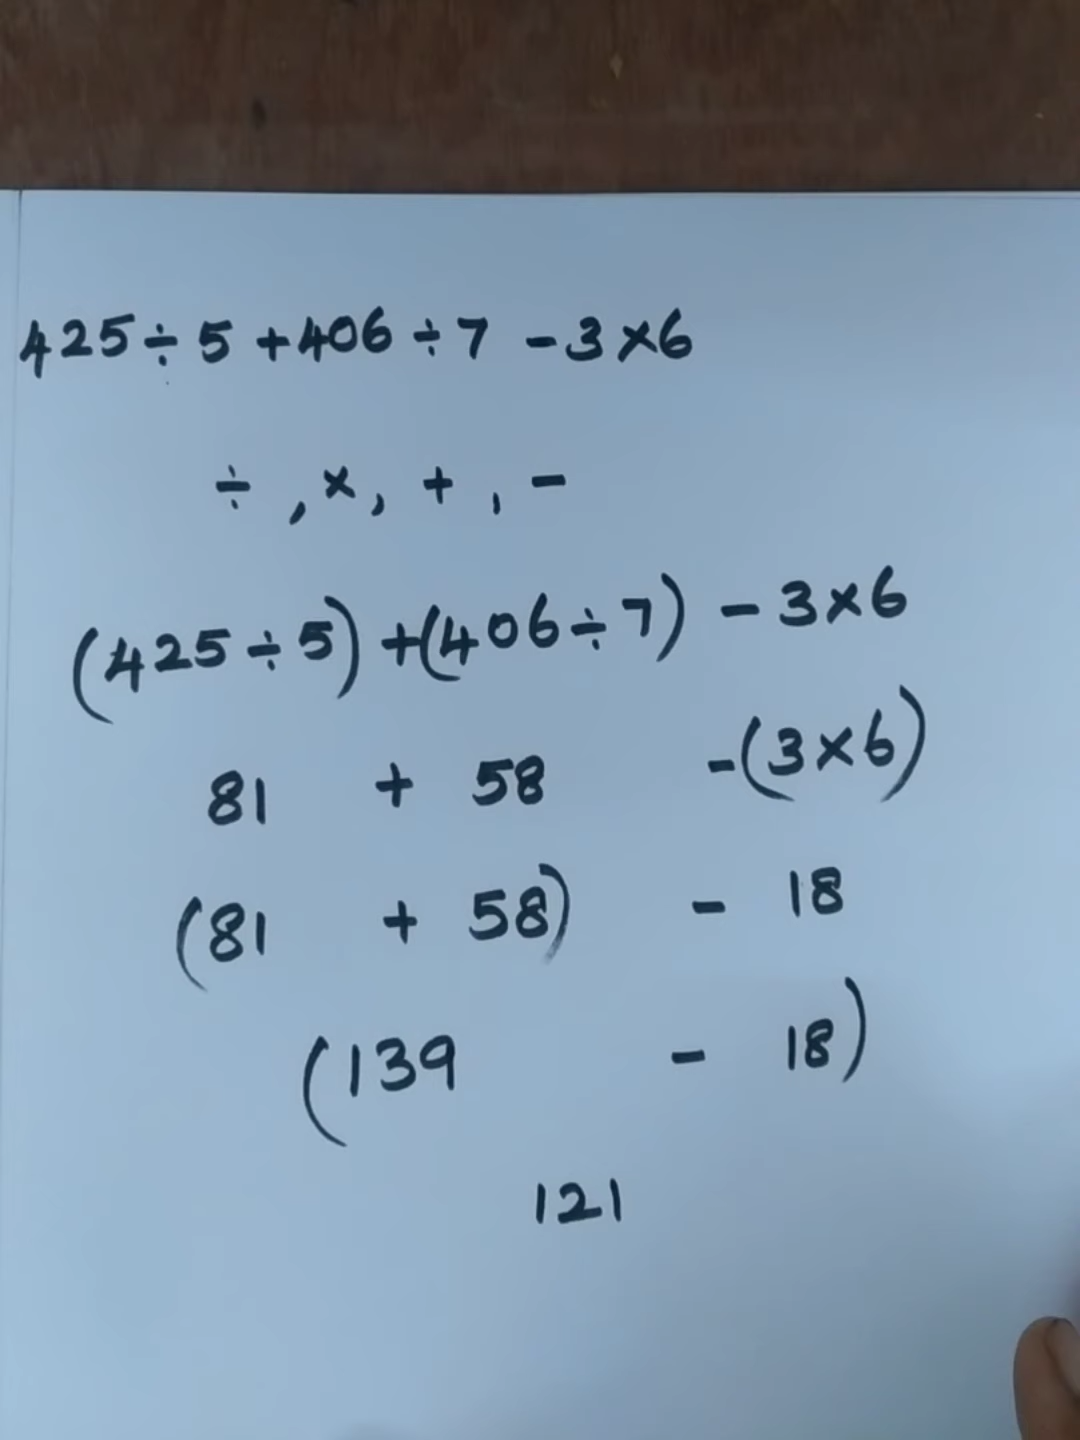 425÷5+406÷7-3×6
÷,×,+,-
(425÷5)+(406÷7)-3×6
81 + 58 -(3×6)
(81 + 58) - 18
(139 - 18)
121